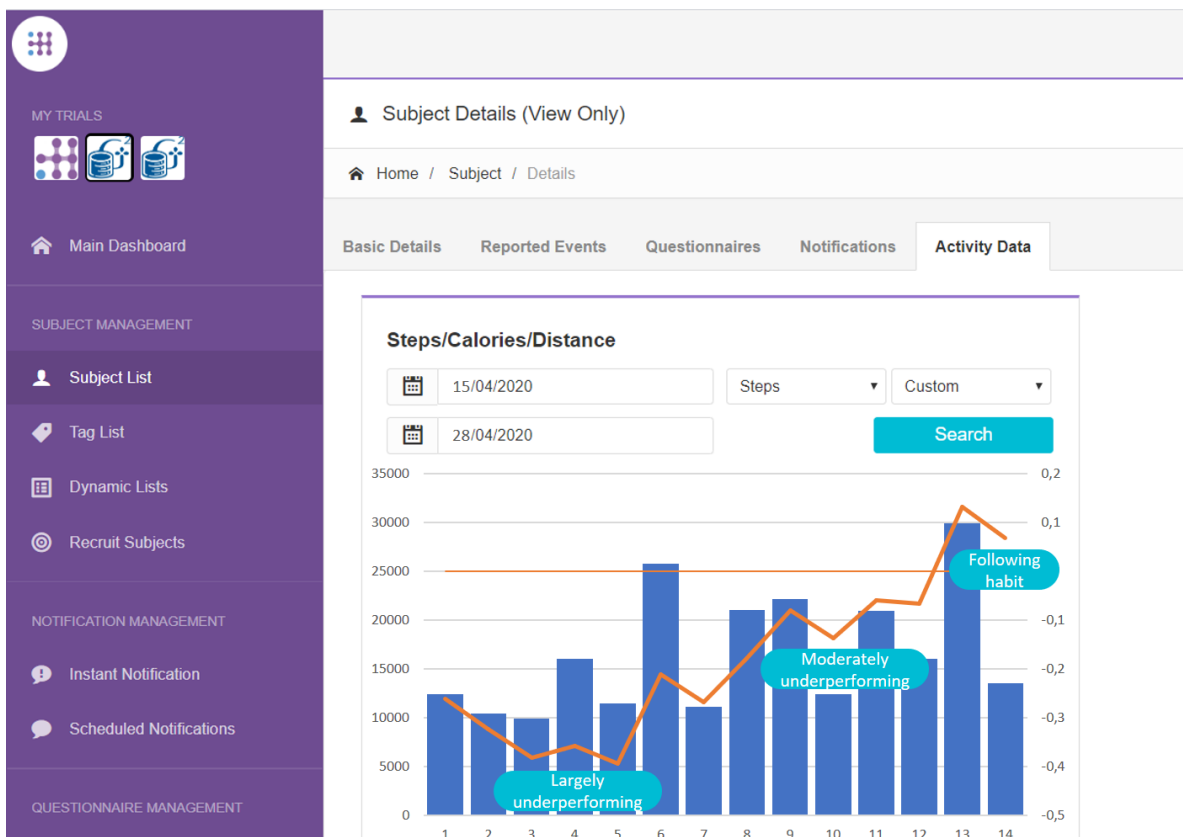 MY TRIALS
Main Dashboard
SUBJECT MANAGEMENT
Subject List
Tag List
Dynamic Lists
Recruit Subjects
NOTIFICATION MANAGEMENT
Instant Notification
Scheduled Notifications
QUESTIONNAIRE MANAGEMENT
Subject Details (View Only)
Home / Subject / Details
Basic Details Reported Events Questionnaires Notifications Activity Data
Steps/Calories/Distance
15/04/2020 Steps Custom
28/04/2020 Search
35000 0,2
30000 0,1
25000
20000 -0,1
15000 -0,2
10000 -0,3
5000 -0,4
0 -0,5
Following
habit
Moderately
underperforming
Largely
underperforming
1 2 3 4 5 6 7 8 9 10 11 12 13 14